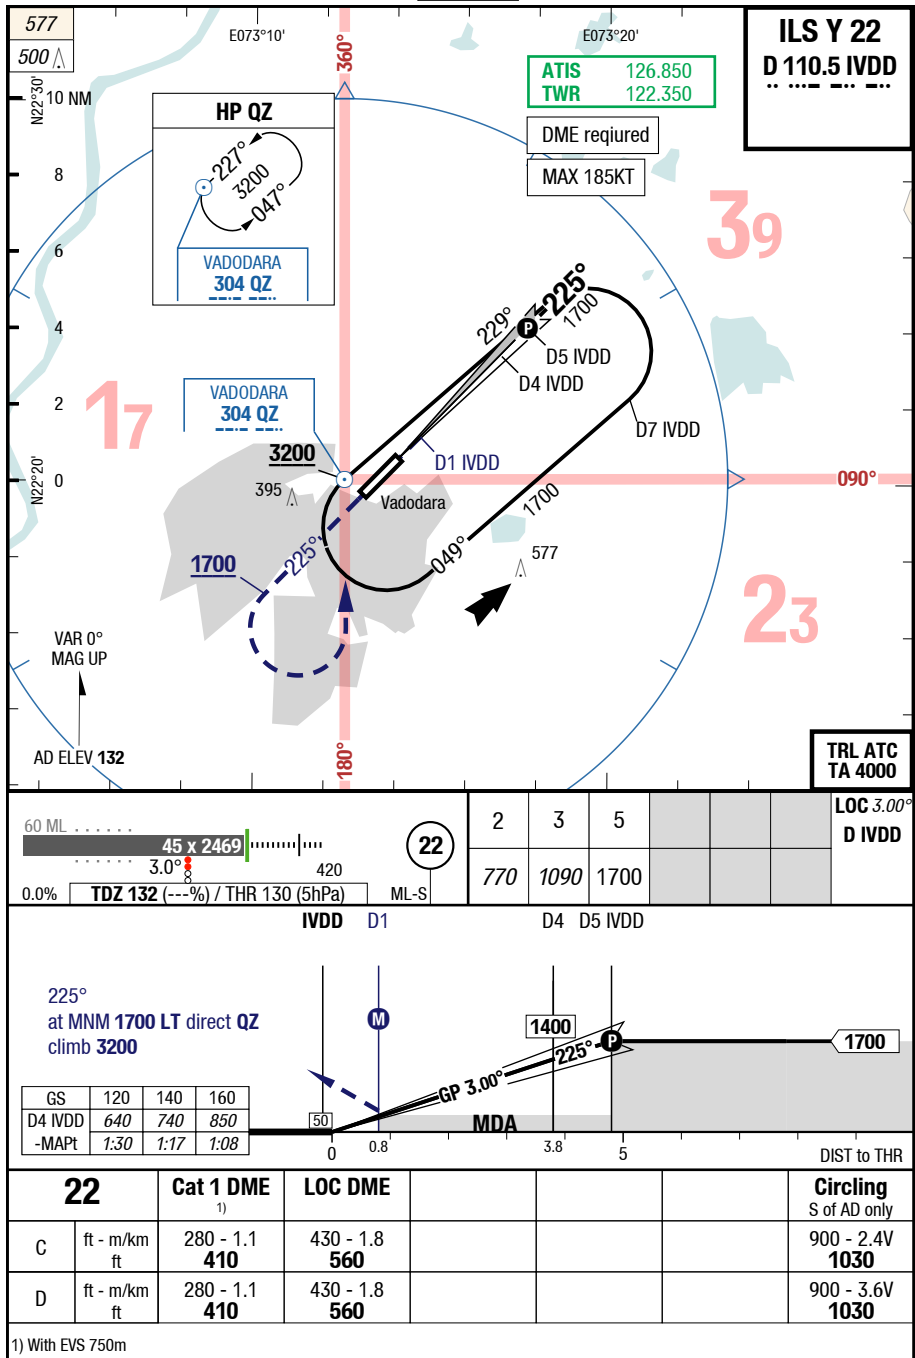 577
500
E073°10'
E073°20'
ILS Y 22
D 110.5 IVDD
ATIS 126.850
TWR 122.350
DME reqiured
MAX 185KT
N22°30'
10 NM
8
6
4
2
0
N22°20'
360°
090°
180°
HP QZ
227°
3200
047°
VADODARA
304 QZ
39
17
23
225°
1700
229°
P
D5 IVDD
D4 IVDD
D7 IVDD
D1 IVDD
VADODARA
304 QZ
3200
395
Vadodara
1700
225°
049°
1700
577
VAR 0°
MAG UP
AD ELEV 132
TRL ATC
TA 4000
60 ML
45 x 2469
3.0°
420
0.0%
TDZ 132 (---%) / THR 130 (5hPa)
ML-S
22
2 3 5
LOC 3.00°
D IVDD
770 1090 1700
IVDD D1 D4 D5 IVDD
225°
at MNM 1700 LT direct QZ
climb 3200
M
1400
P
1700
225°
GP 3.00°
50
MDA
0 0.8 3.8 5
DIST to THR
GS 120 140 160
D4 IVDD 640 740 850
-MAPt 1:30 1:17 1:08
22 Cat 1 DME LOC DME Circling
1) S of AD only
C ft - m/km 280 - 1.1 430 - 1.8 900 - 2.4V
ft 410 560 1030
D ft - m/km 280 - 1.1 430 - 1.8 900 - 3.6V
ft 410 560 1030
1) With EVS 750m